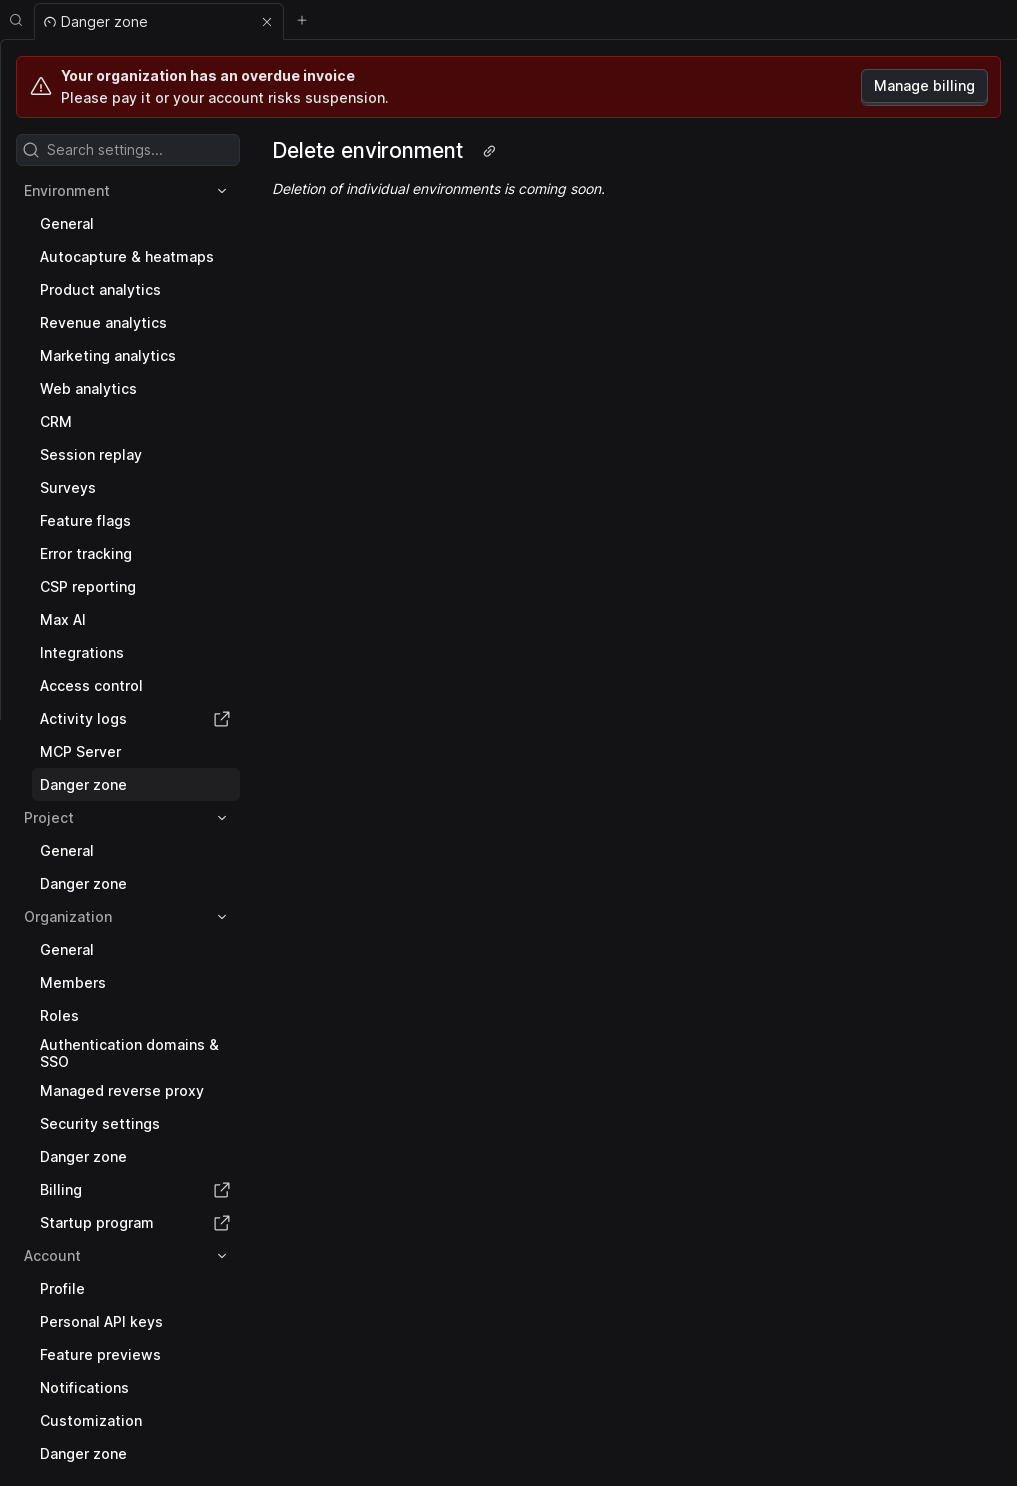 Danger zone
Your organization has an overdue invoice
Please pay it or your account risks suspension.
Manage billing
Search settings...
Environment
General
Autocapture & heatmaps
Product analytics
Revenue analytics
Marketing analytics
Web analytics
CRM
Session replay
Surveys
Feature flags
Error tracking
CSP reporting
Max AI
Integrations
Access control
Activity logs
MCP Server
Danger zone
Project
General
Danger zone
Organization
General
Members
Roles
Authentication domains &
SSO
Managed reverse proxy
Security settings
Danger zone
Billing
Startup program
Account
Profile
Personal API keys
Feature previews
Notifications
Customization
Danger zone
Delete environment
Deletion of individual environments is coming soon.